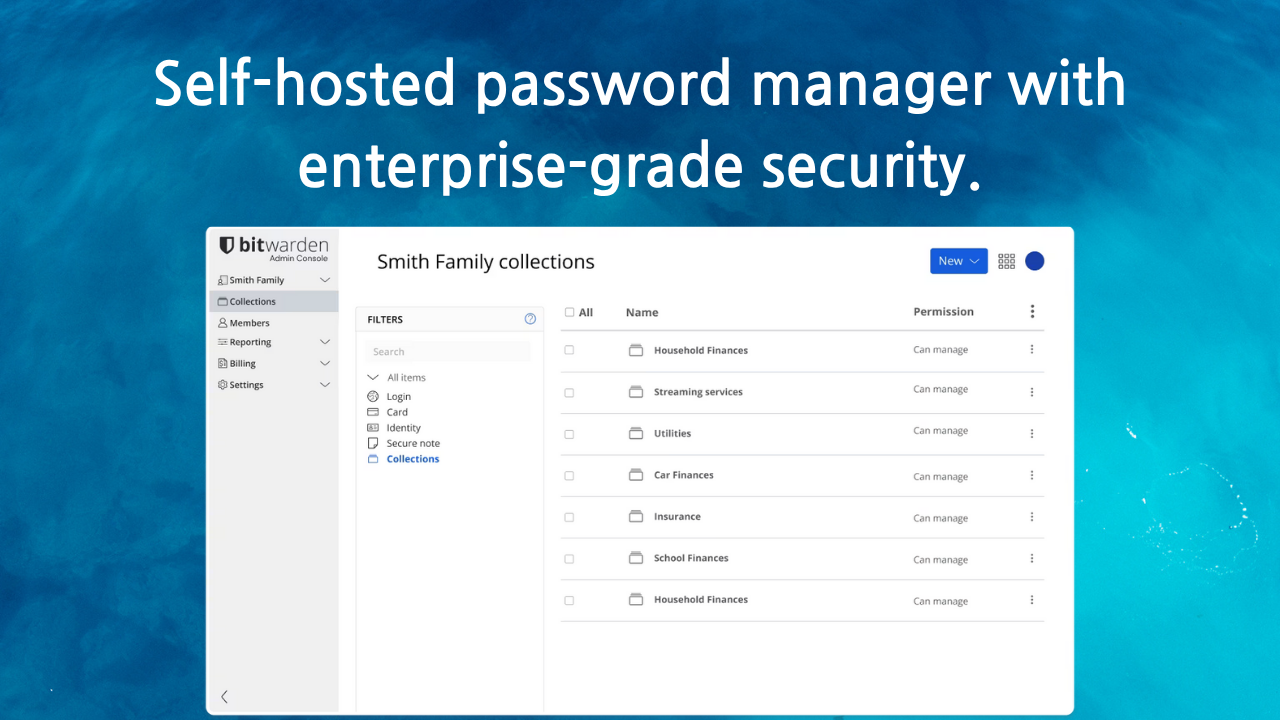 Self-hosted password manager with
enterprise-grade security.
bitwarden
Admin Console
Smith Family
Collections
Members
Reporting
Billing
Settings
Smith Family collections
New
FILTERS
Search
All items
Login
Card
Identity
Secure note
Collections
All Name Permission
Household Finances Can manage
Streaming services Can manage
Utilities Can manage
Car Finances Can manage
Insurance Can manage
School Finances Can manage
Household Finances Can manage